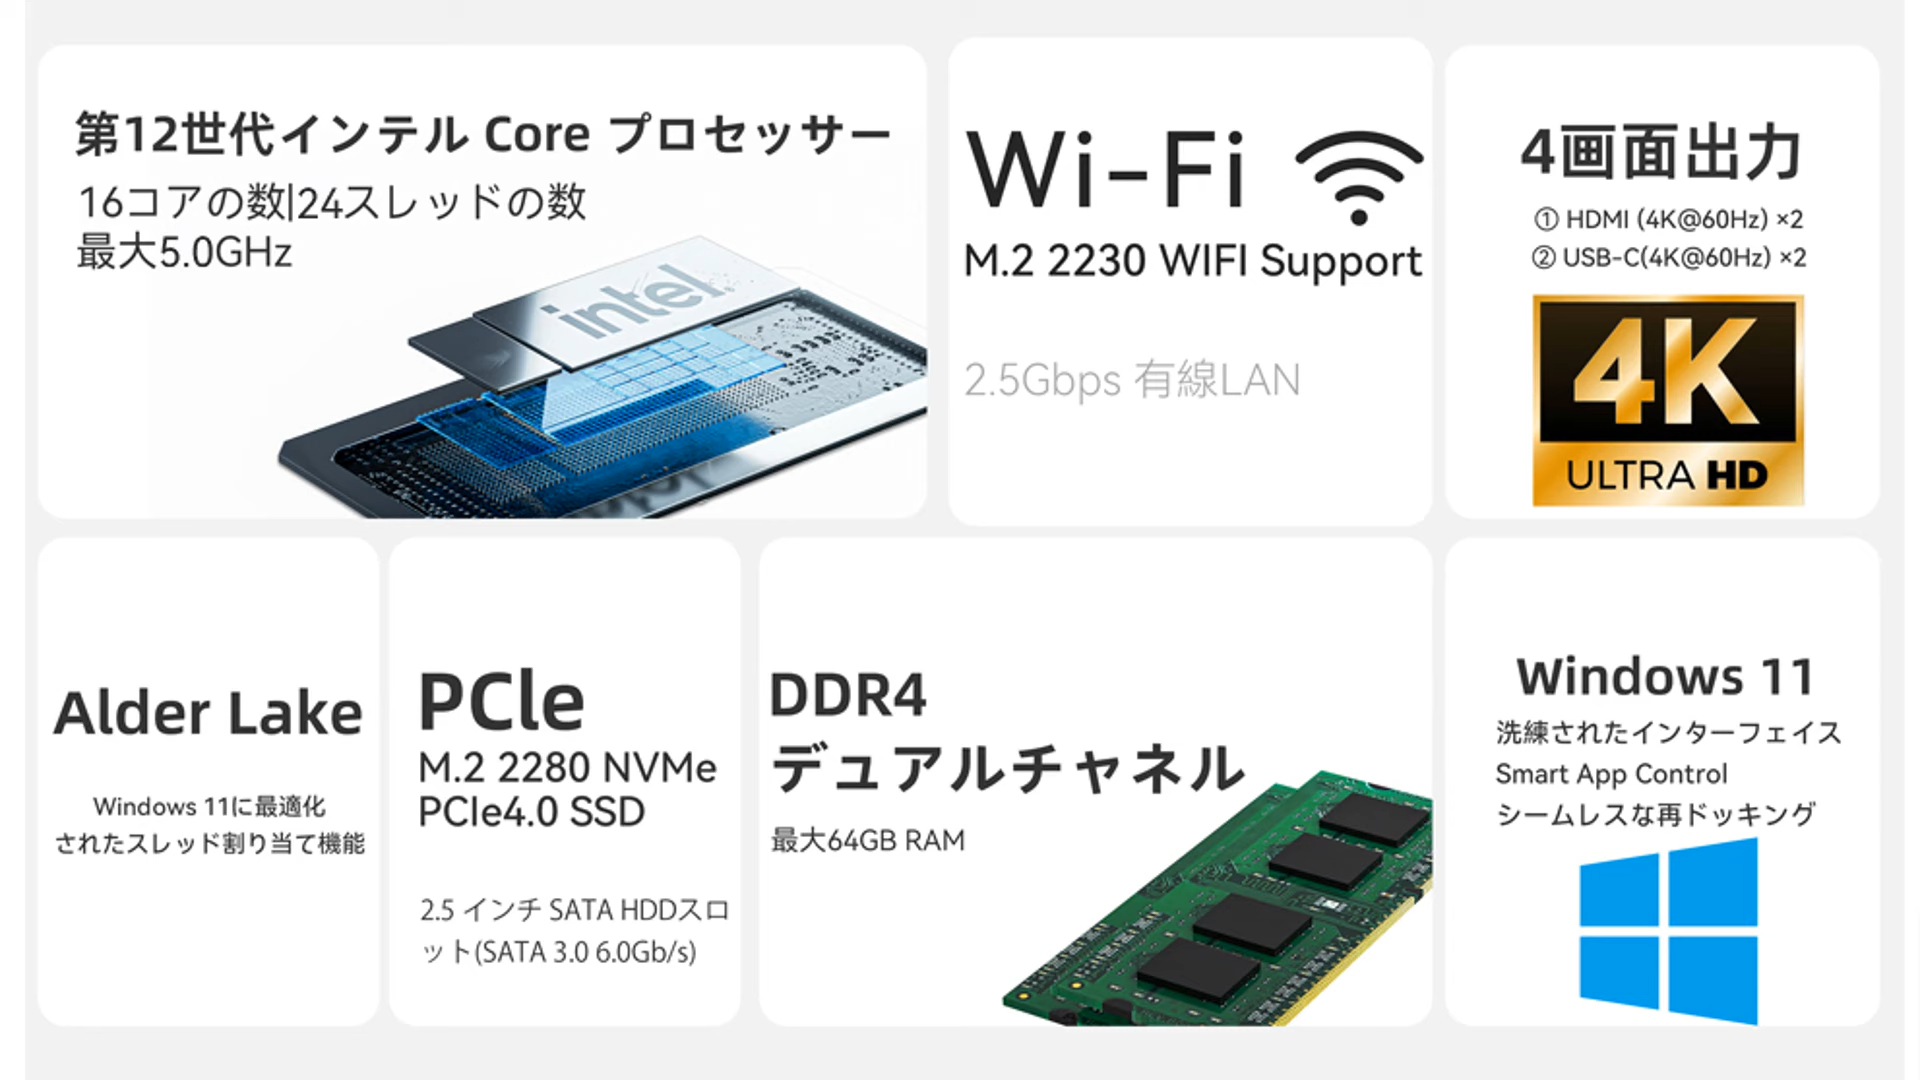 第12世代インテル Core プロセッサー
16コアの数|24スレッドの数
最大5.0GHz
intel.
Wi-Fi
M.2 2230 WIFI Support
2.5Gbps 有線LAN
4画面出力
① HDMI (4K@60Hz) ×2
② USB-C(4K@60Hz) ×2
4K
ULTRA HD
Alder Lake
Windows 11に最適化
されたスレッド割り当て機能
PCle
M.2 2280 NVMe
PCIe4.0 SSD
2.5 インチ SATA HDDスロ
ット(SATA 3.0 6.0Gb/s)
DDR4
デュアルチャネル
最大64GB RAM
Windows 11
洗練されたインターフェイス
Smart App Control
シームレスな再ドッキング